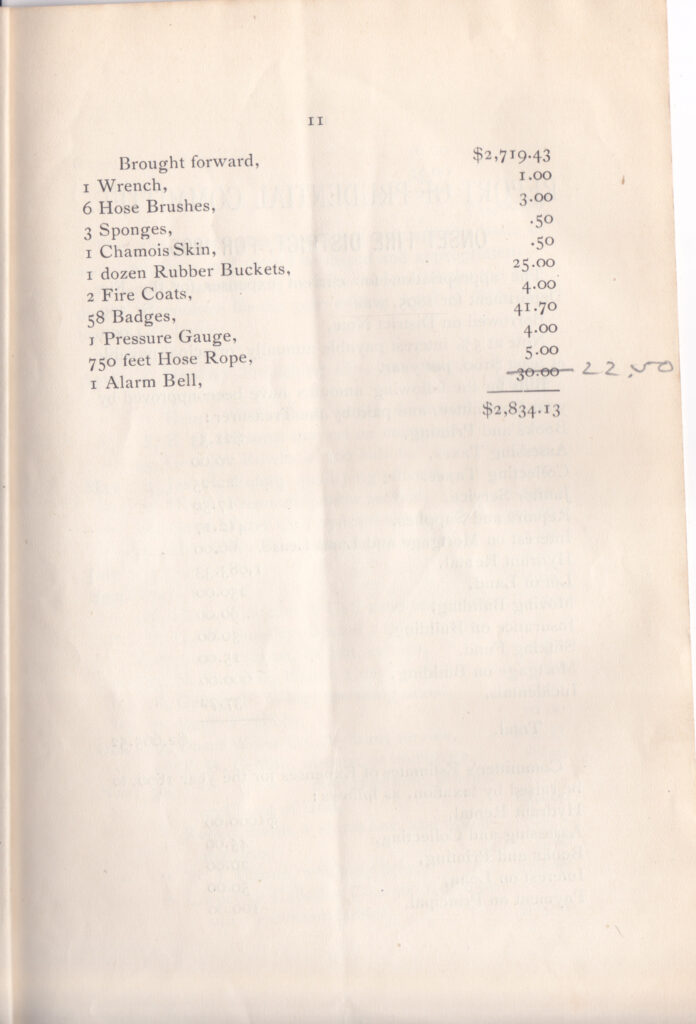 11
Brought forward, $2,719.43
1 Wrench, 1.00
6 Hose Brushes, 3.00
3 Sponges, .50
1 Chamois Skin, .50
1 dozen Rubber Buckets, 25.00
2 Fire Coats, 4.00
58 Badges, 41.70
1 Pressure Gauge, 4.00
750 feet Hose Rope, 5.00
1 Alarm Bell, 30.00 22.50
$2,834.13